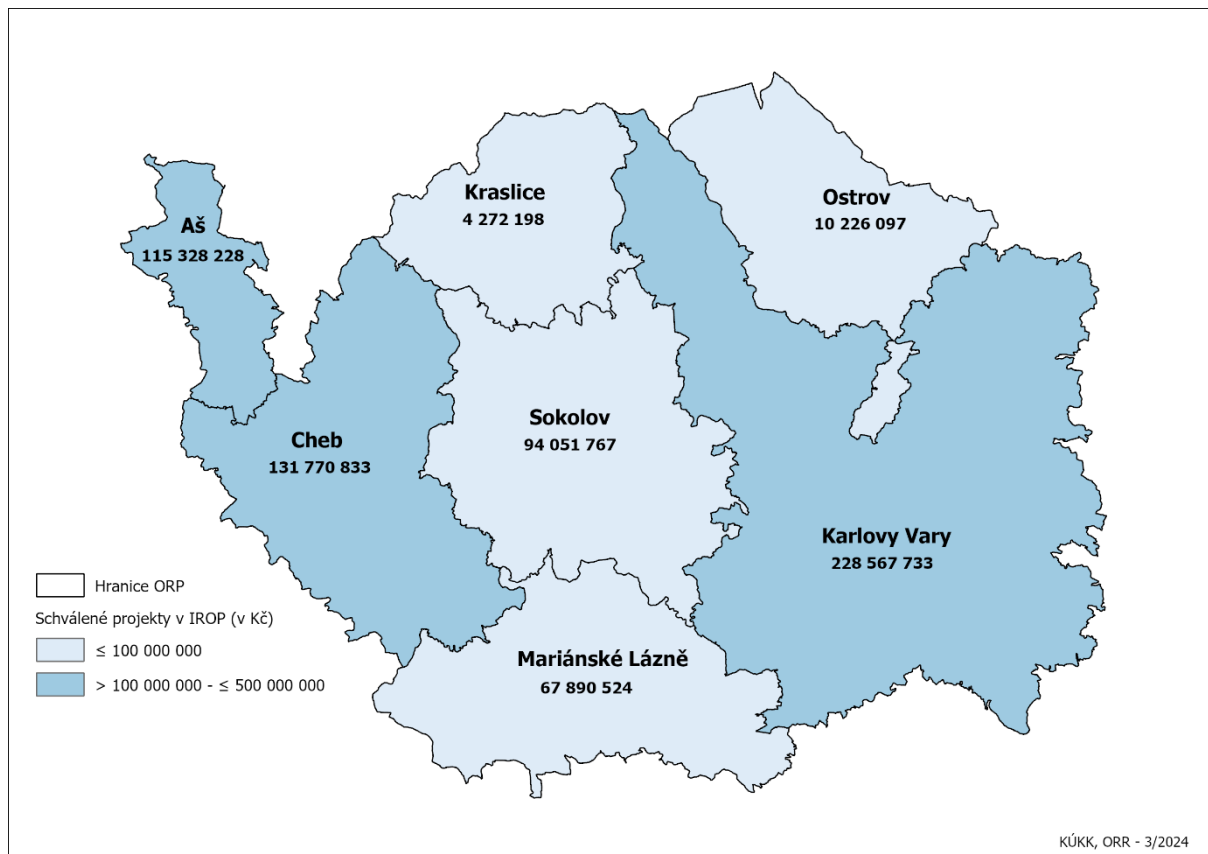 Kraslice
4 272 198
Ostrov
10 226 097
Aš
115 328 228
Sokolov
94 051 767
Cheb
131 770 833
Karlovy Vary
228 567 733
Mariánské Lázně
67 890 524
Hranice ORP
Schválené projekty v IROP (v Kč)
≤ 100 000 000
> 100 000 000 - ≤ 500 000 000
KÚKK, ORR - 3/2024